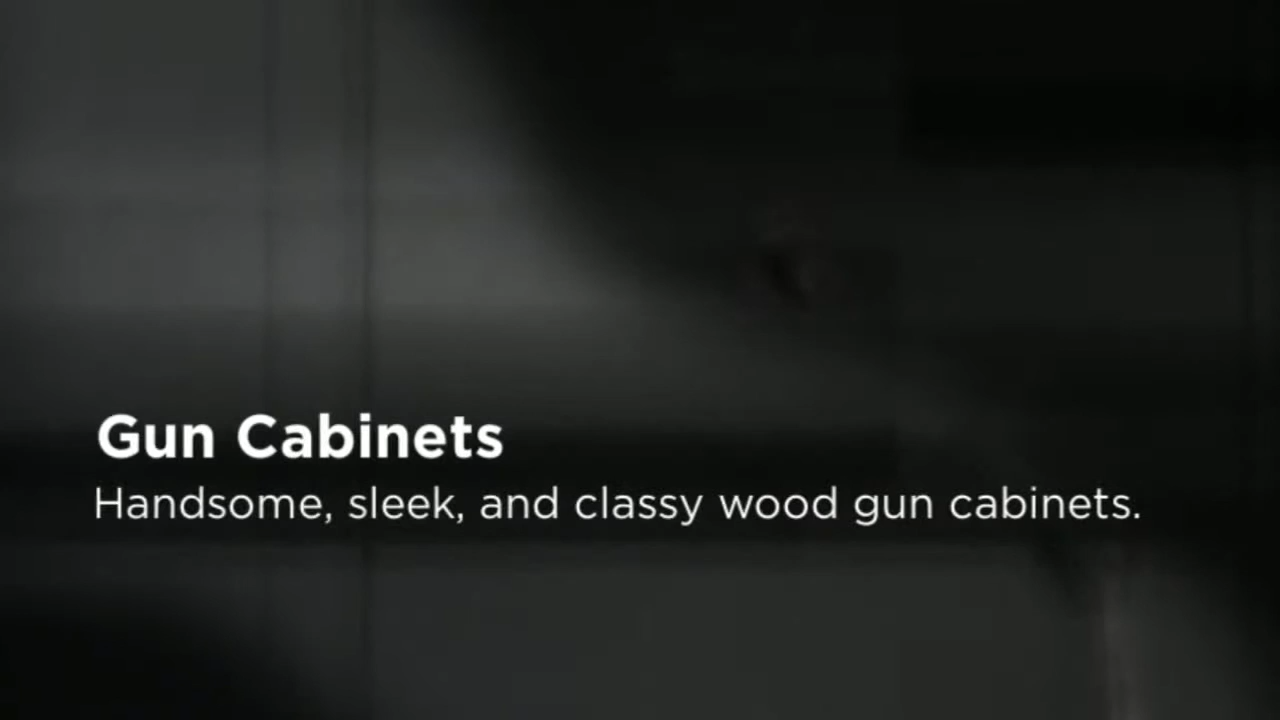 Gun Cabinets
Handsome, sleek, and classy wood gun cabinets.